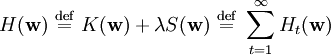 H(w) def= K(w) + λS(w) def= ∑_{t=1}^{∞} H_t(w)